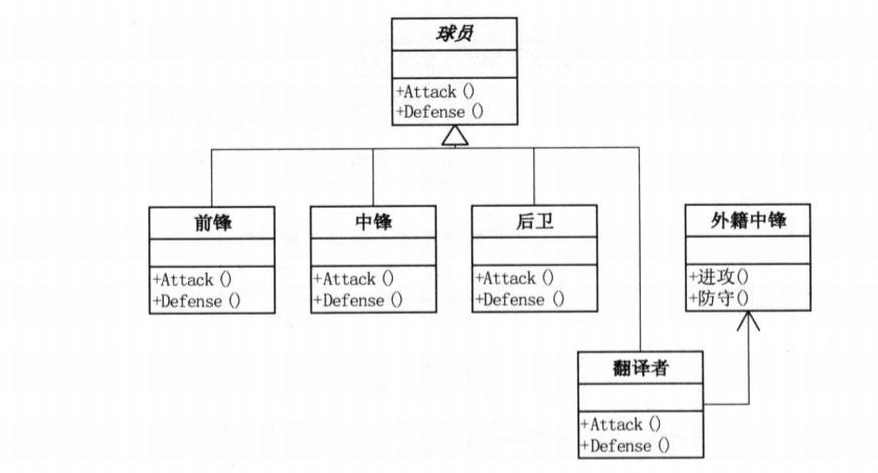 球员
+Attack()
+Defense()
前锋
+Attack()
+Defense()
中锋
+Attack()
+Defense()
后卫
+Attack()
+Defense()
外籍中锋
+进攻()
+防守()
翻译者
+Attack()
+Defense()